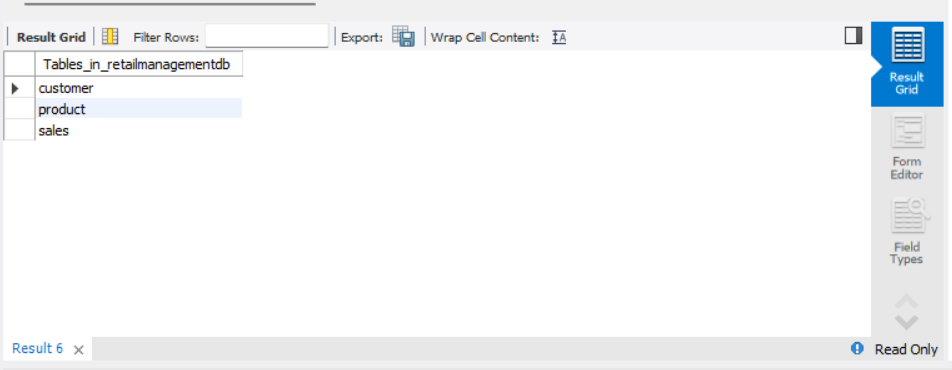 Result Grid Filter Rows: Export: Wrap Cell Content:
Tables_in_retailmanagementdb
customer
product
sales
Result
Grid
Form
Editor
Field
Types
Result 6 Read Only